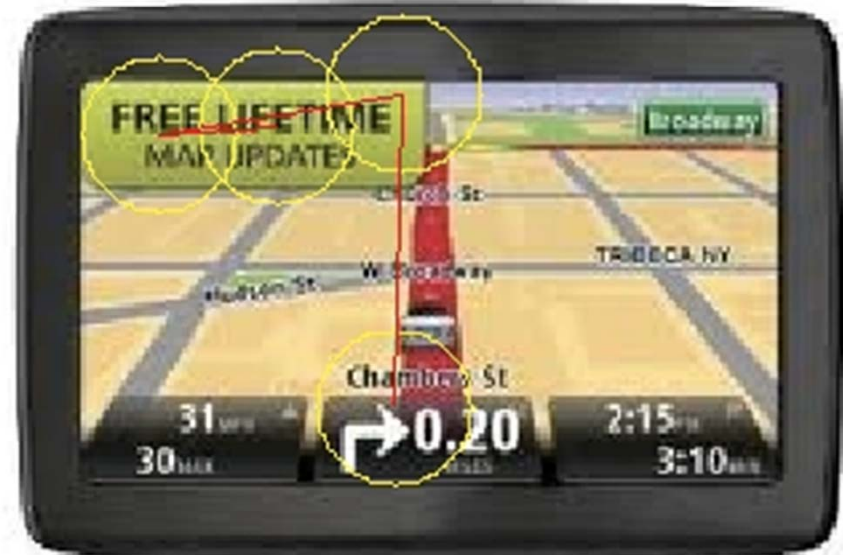 FREE LIFETIME
MAP UPDATES
Broadway
W Broadway
TRIBECA NY
Hudson St
Chambers St
31
0.20
2:15
30
3:10